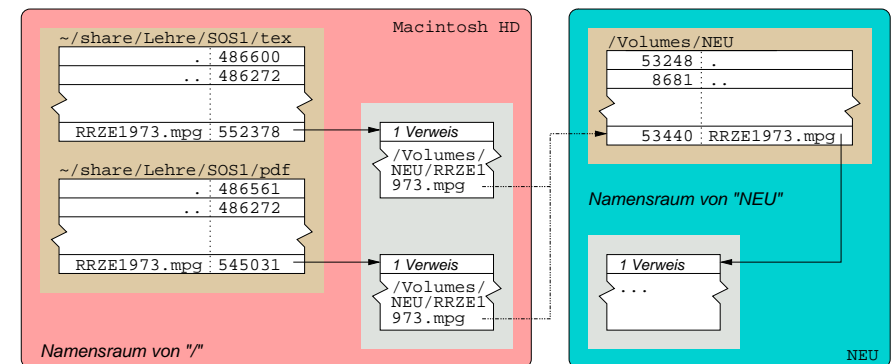 Macintosh HD
~/share/Lehre/SOS1/tex
. 486600
.. 486272
RRZE1973.mpg 552378
~/share/Lehre/SOS1/pdf
. 486561
.. 486272
RRZE1973.mpg 545031
1 Verweis
/Volumes/
NEU/RRZE1
973.mpg
1 Verweis
/Volumes/
NEU/RRZE1
973.mpg
Namensraum von "/"
/Volumes/NEU
53248 .
8681 ..
53440 RRZE1973.mpg
Namensraum von "NEU"
1 Verweis
...
NEU